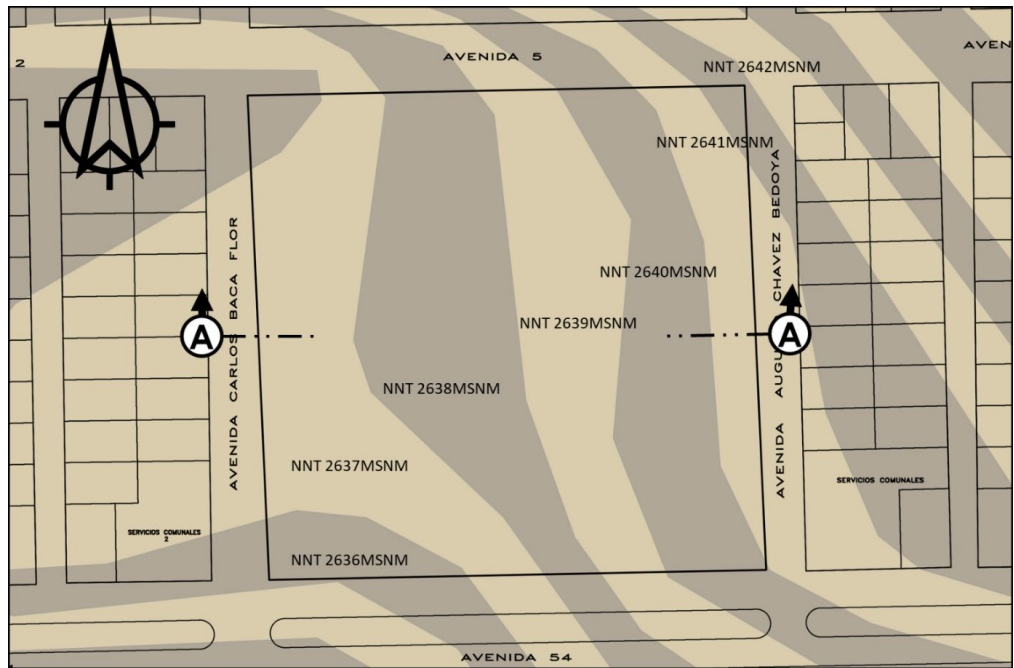 AVENIDA 5
AVEN
2
NNT 2642MSNM
NNT 2641MSNM
AVENIDA CARLOS BACA FLOR
AVENIDA AUGU CHAVEZ BEDOYA
NNT 2640MSNM
NNT 2639MSNM
A
A
NNT 2638MSNM
NNT 2637MSNM
SERVICIOS COMUNALES
SERVICIOS COMUNALES
2
NNT 2636MSNM
AVENIDA 54